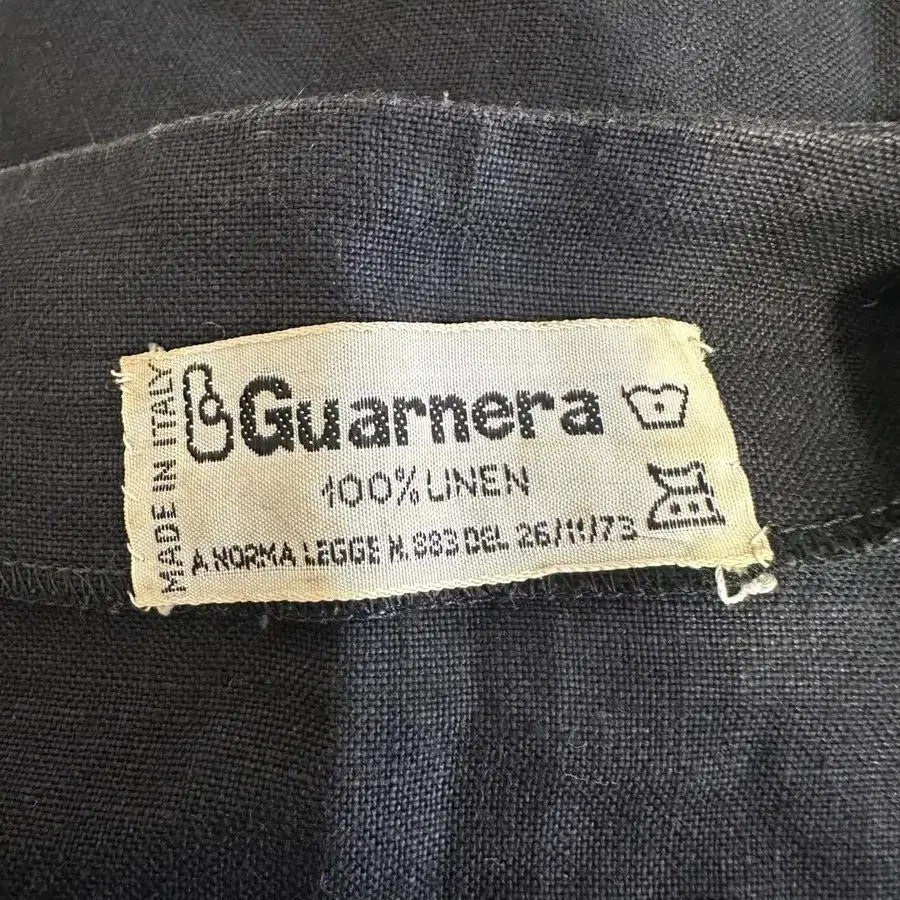 MADE IN ITALY
Guarnera
100% LINEN
A NORMA LEGGE N. 883 DEL 26/11/73